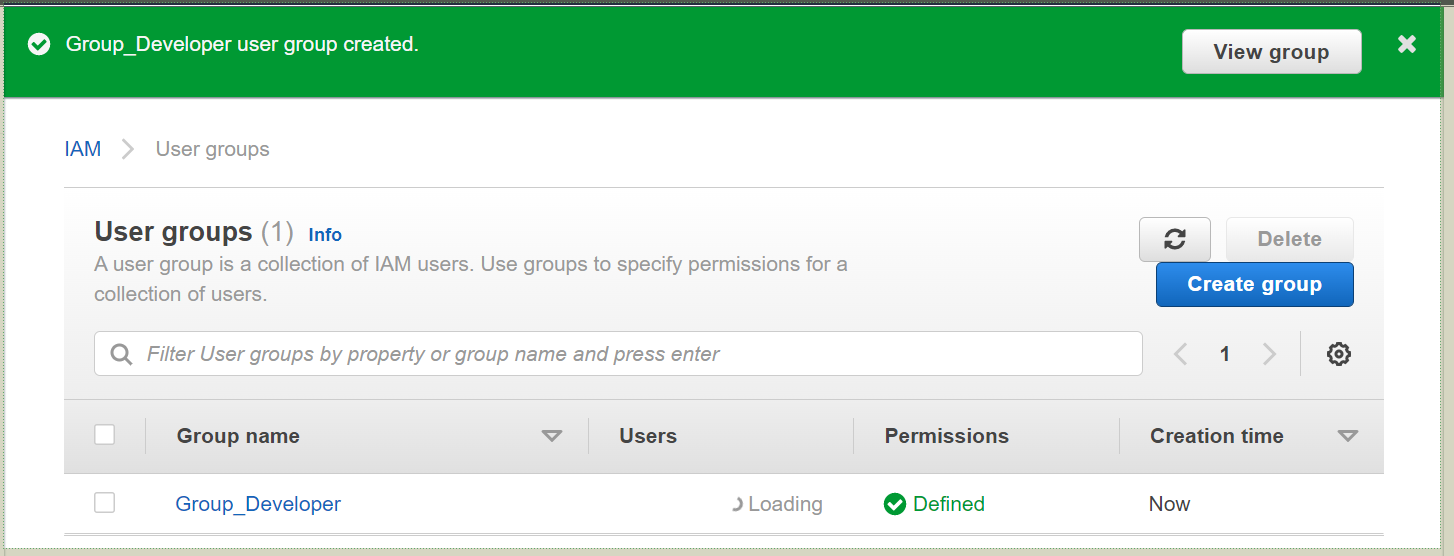 Group_Developer user group created.
View group
IAM
User groups
User groups (1) Info
A user group is a collection of IAM users. Use groups to specify permissions for a
collection of users.
Delete
Create group
Filter User groups by property or group name and press enter
1
Group name Users Permissions Creation time
Group_Developer Loading Defined Now